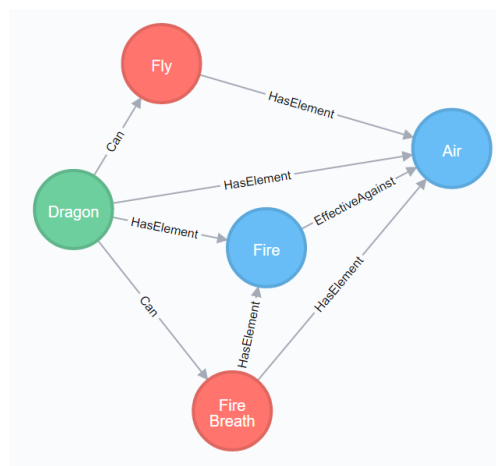 Fly
HasElement
Can
Air
HasElement
Dragon
EffectiveAgainst
HasElement
Fire
HasElement
Can
HasElement
Fire
Breath